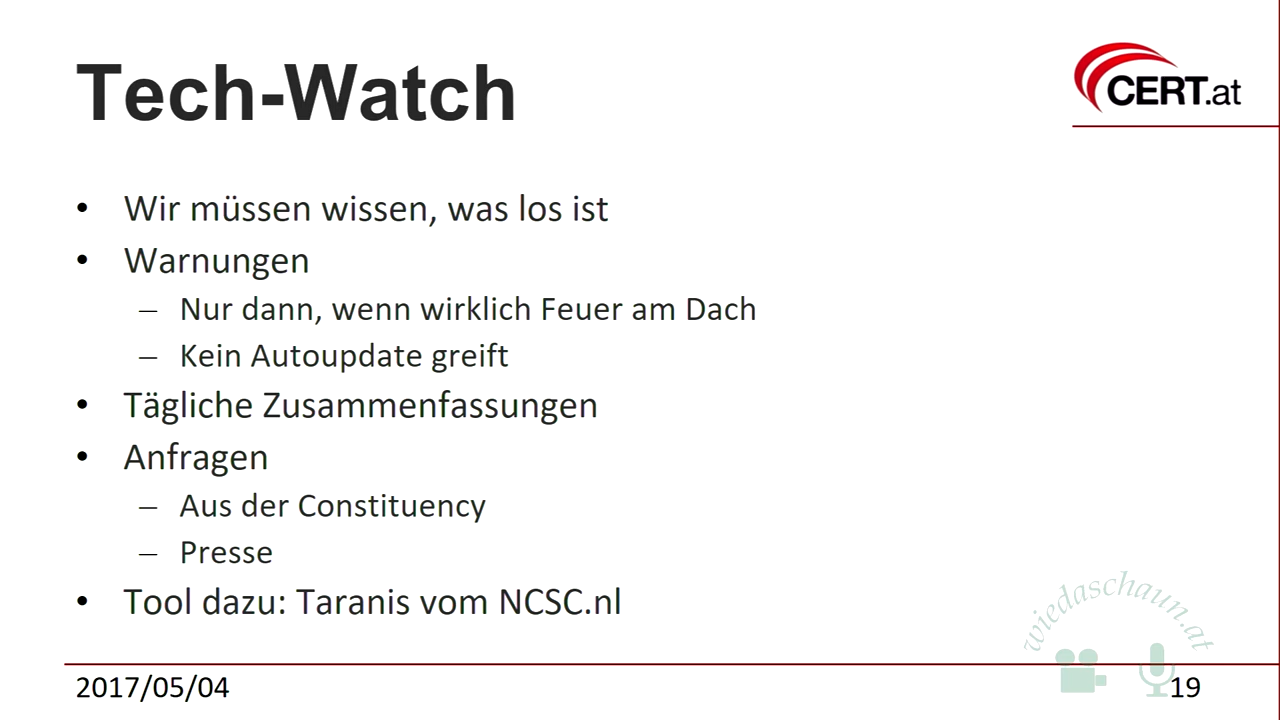 Tech-Watch
CERT.at
• Wir müssen wissen, was los ist
• Warnungen
– Nur dann, wenn wirklich Feuer am Dach
– Kein Autoupdate greift
• Tägliche Zusammenfassungen
• Anfragen
– Aus der Constituency
– Presse
• Tool dazu: Taranis vom NCSC.nl
wiedaschaun.at
2017/05/04
19